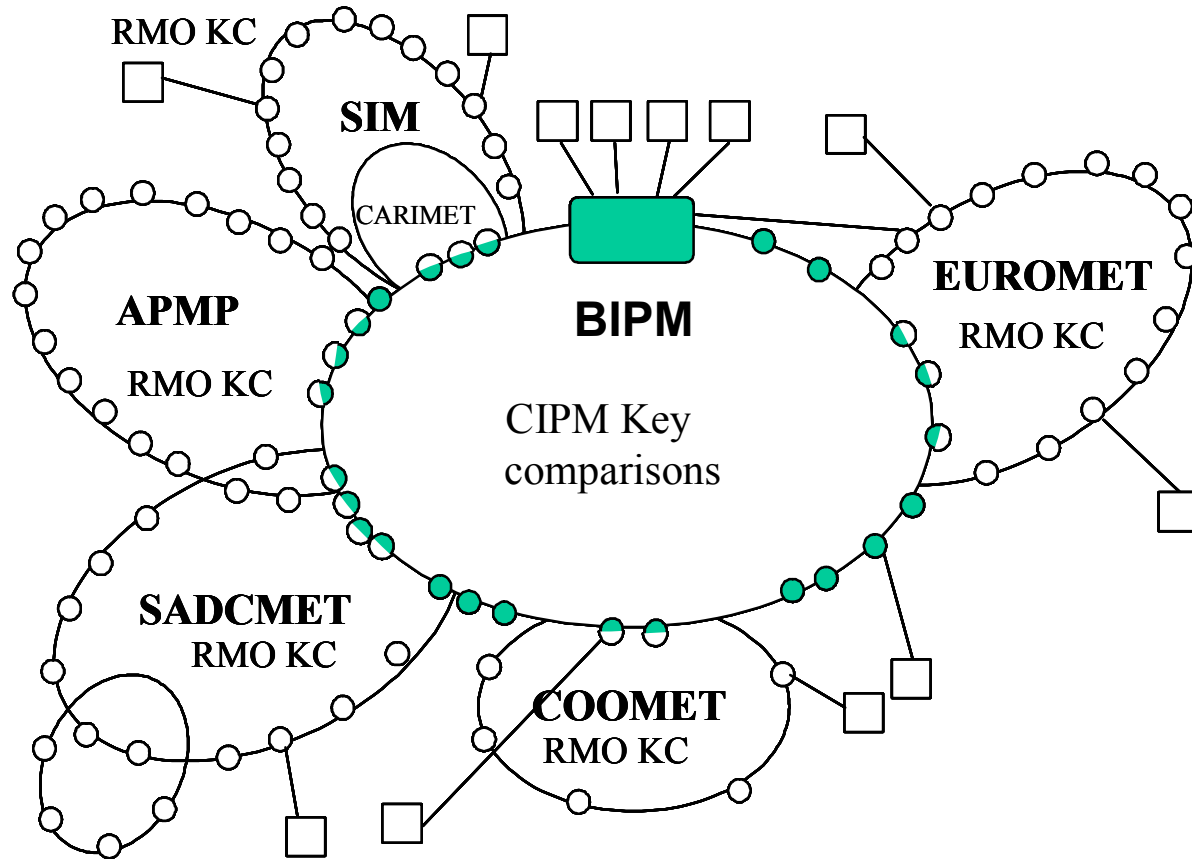 RMO KC
SIM
CARIMET
APMP
RMO KC
EUROMET
RMO KC
BIPM
CIPM Key
comparisons
SADCMET
RMO KC
COOMET
RMO KC